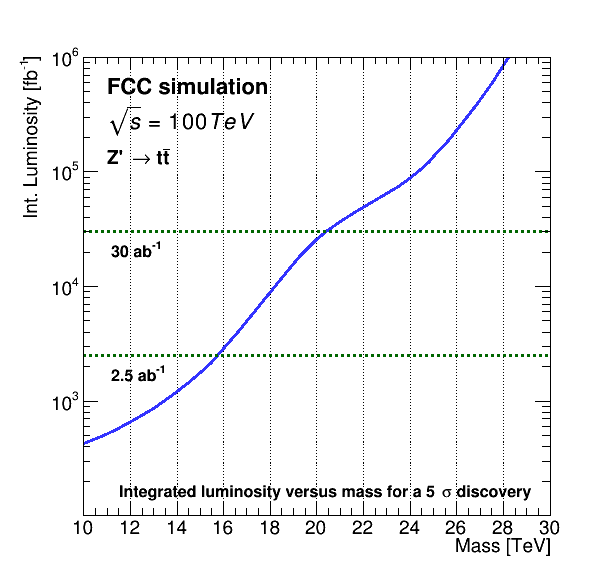 Int. Luminosity [fb⁻¹]
10⁶
10⁵
10⁴
10³
FCC simulation
√s = 100 TeV
Z' → tt̄
30 ab⁻¹
2.5 ab⁻¹
Integrated luminosity versus mass for a 5 σ discovery
10 12 14 16 18 20 22 24 26 28 30
Mass [TeV]